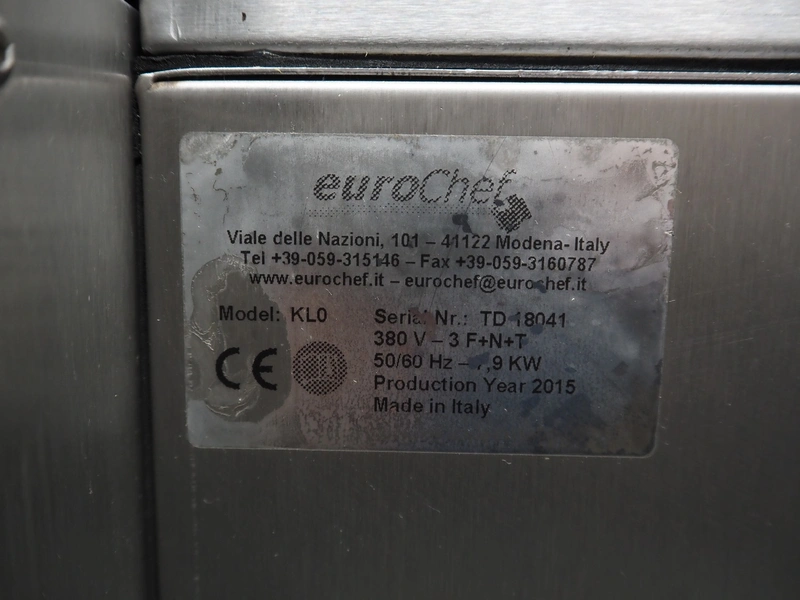 euroChef
Viale delle Nazioni, 101 – 41122 Modena- Italy
Tel +39-059-315146 – Fax +39-059-3160787
www.eurochef.it – eurochef@eurochef.it
Model: KL0
Serial Nr.: TD 18041
380 V – 3 F+N+T
50/60 Hz – ,9 KW
Production Year 2015
CE
Made in Italy